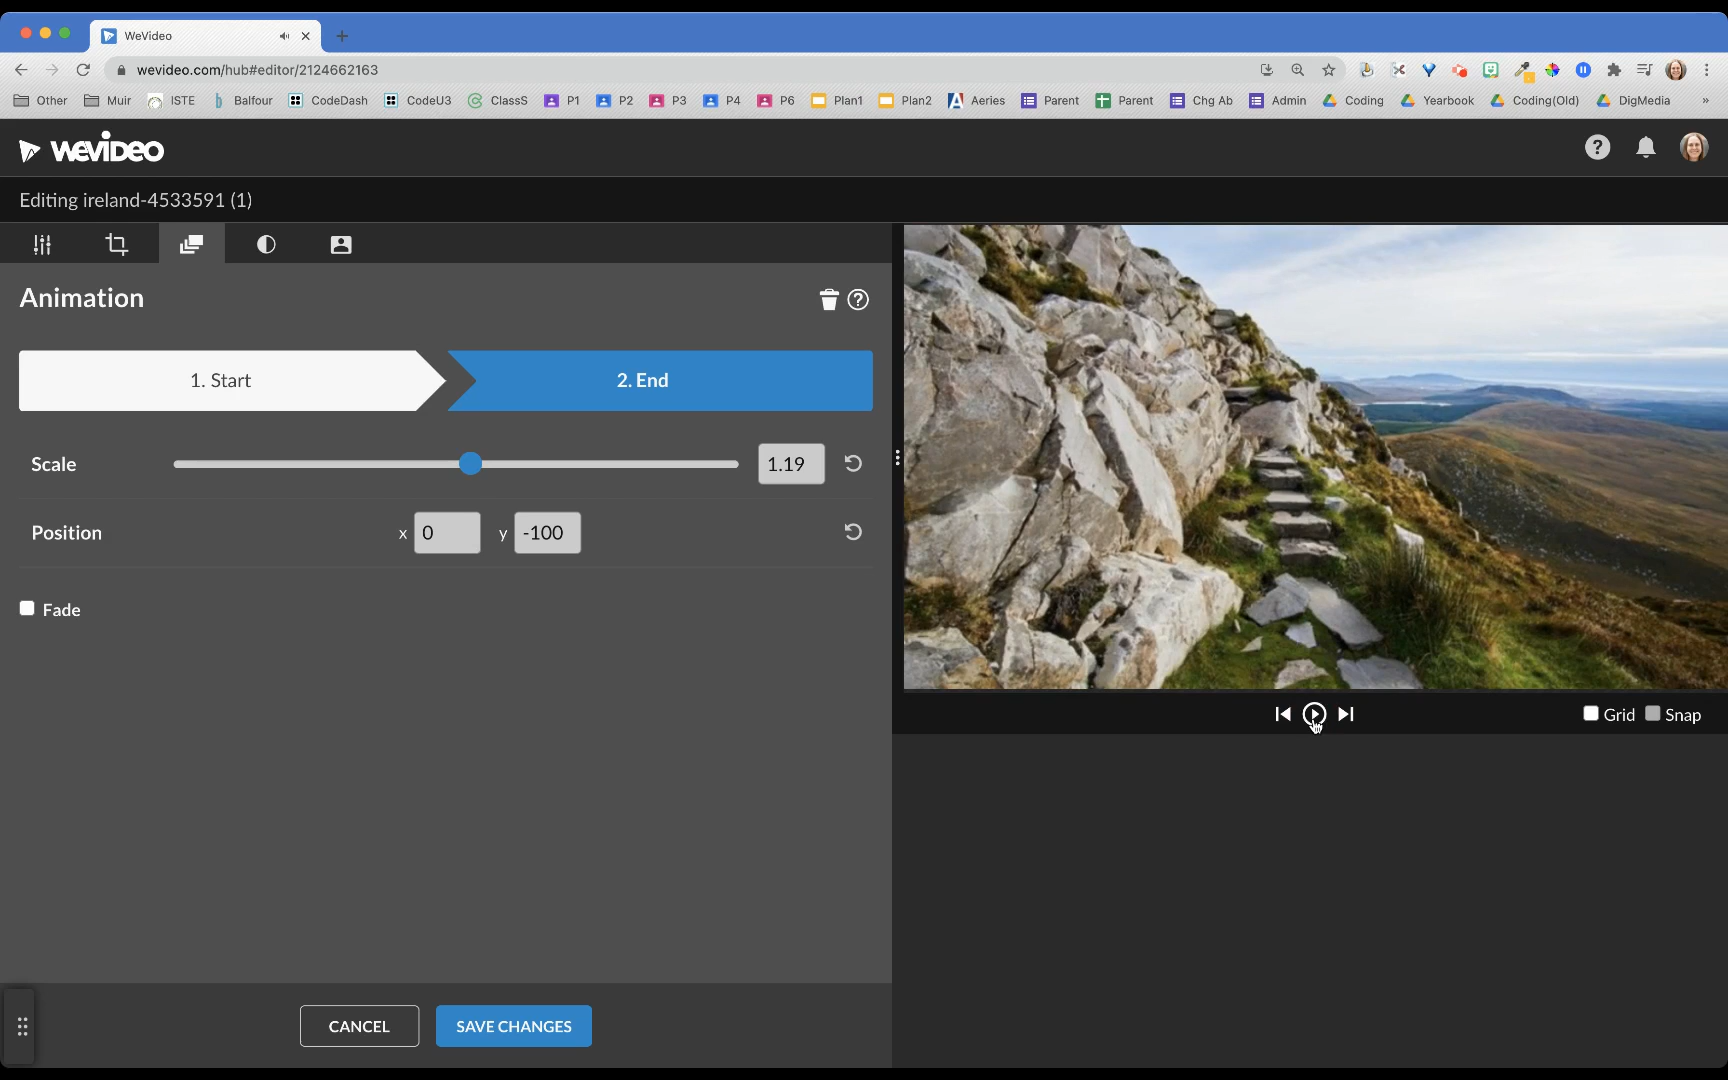 WeVideo
wevideo.com/hub#editor/2124662163
Other Muir ISTE Balfour CodeDash CodeU3 ClassS P1 P2 P3 P4 P6 Plan1 Plan2 Aeries Parent Parent Chg Ab Admin Coding Yearbook Coding(Old) DigMedia »
wevideo
Editing ireland-4533591 (1)
Animation
1. Start 2. End
Scale 1.19
Position x 0 y -100
Fade
Grid Snap
CANCEL SAVE CHANGES